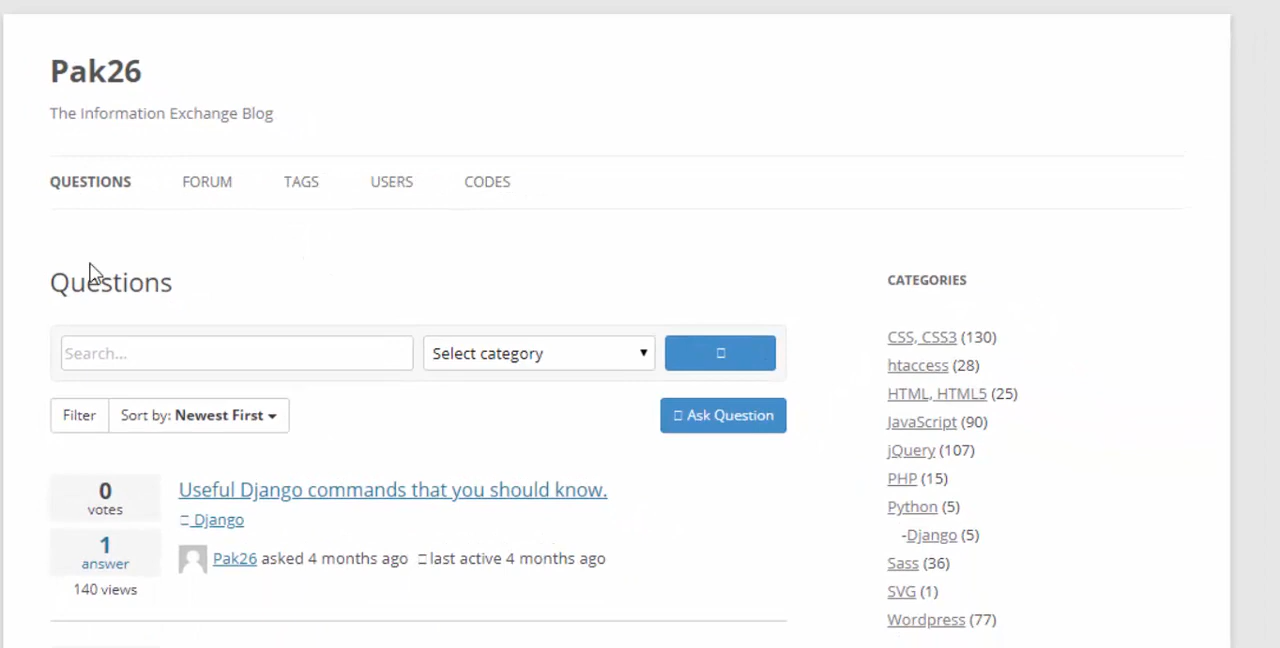 Pak26
The Information Exchange Blog
QUESTIONS FORUM TAGS USERS CODES
Questions
Search... Select category
Filter Sort by: Newest First Ask Question
0
votes
1
answer
140 views
Useful Django commands that you should know.
Django
Pak26 asked 4 months ago last active 4 months ago
CATEGORIES
CSS, CSS3 (130)
htaccess (28)
HTML, HTML5 (25)
JavaScript (90)
jQuery (107)
PHP (15)
Python (5)
-Django (5)
Sass (36)
SVG (1)
Wordpress (77)